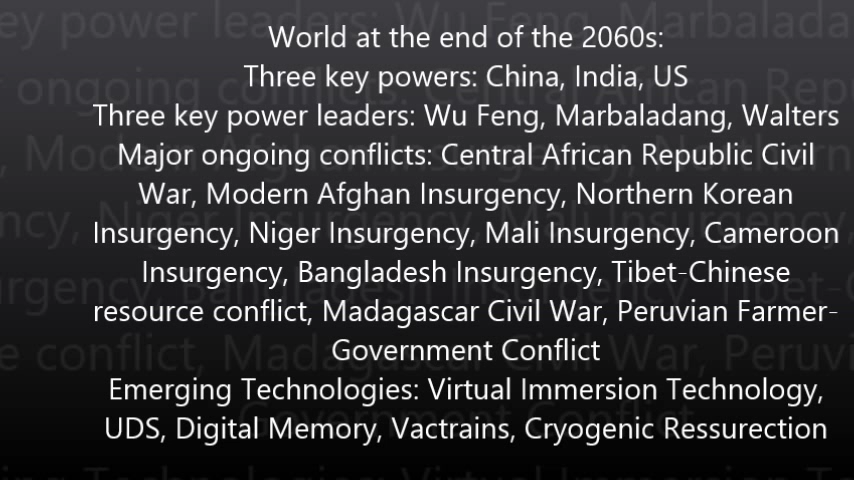 World at the end of the 2060s:
Three key powers: China, India, US
Three key power leaders: Wu Feng, Marbaladang, Walters
Major ongoing conflicts: Central African Republic Civil
War, Modern Afghan Insurgency, Northern Korean
Insurgency, Niger Insurgency, Mali Insurgency, Cameroon
Insurgency, Bangladesh Insurgency, Tibet-Chinese
resource conflict, Madagascar Civil War, Peruvian Farmer-
Government Conflict
Emerging Technologies: Virtual Immersion Technology,
UDS, Digital Memory, Vactrains, Cryogenic Ressurection